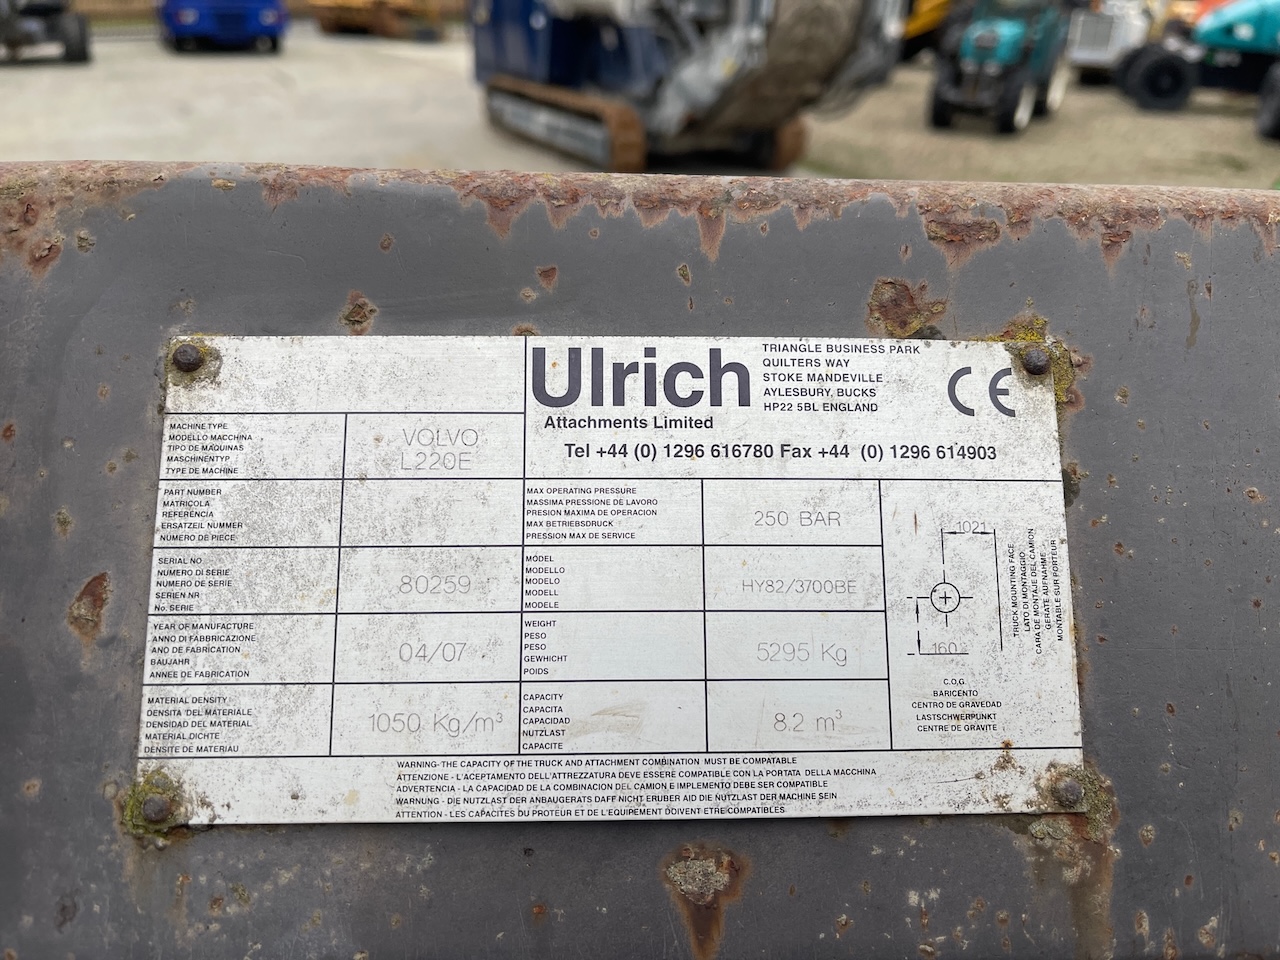 Ulrich
Attachments Limited
TRIANGLE BUSINESS PARK
QUILTERS WAY
STOKE MANDEVILLE
AYLESBURY, BUCKS
HP22 5BL ENGLAND
CE
Tel +44 (0) 1296 616780 Fax +44 (0) 1296 614903
MACHINE TYPE
MODELLO MACCHINA
TIPO DE MAQUINAS
MASCHINENTYP
TYPE DE MACHINE
VOLVO
L220E
PART NUMBER
MATRICOLA
REFERENCIA
ERSATZEIL NUMMER
NUMERO DE PIECE
MAX OPERATING PRESSURE
MASSIMA PRESSIONE DE LAVORO
PRESION MAXIMA DE OPERACION
MAX BETRIEBSDRUCK
PRESSION MAX DE SERVICE
250 BAR
SERIAL NO
NUMERO DI SERIE
NUMERO DE SERIE
SERIEN NR
No. SERIE
80259
MODEL
MODELLO
MODELO
MODELL
MODELE
HY82/3700BE
YEAR OF MANUFACTURE
ANNO DI FABBRICAZIONE
ANO DE FABRICATION
BAUJAHR
ANNEE DE FABRICATION
04/07
WEIGHT
PESO
PESO
GEWHICHT
POIDS
5295 Kg
MATERIAL DENSITY
DENSITA DEL MATERIALE
DENSIDAD DEL MATERIAL
MATERIAL DICHTE
DENSITE DE MATERIAU
1050 Kg/m³
CAPACITY
CAPACITA
CAPACIDAD
NUTZLAST
CAPACITE
8.2 m³
1021
160
TRUCK MOUNTING FACE
LATO DI MONTAGGIO
CARA DE MONTAJE DEL CAMION
GERATE AUFNAHME
MONTABLE SUR PORTEUR
C.O.G
BARICENTO
CENTRO DE GRAVEDAD
LASTSCHWERPUNKT
CENTRE DE GRAVITE
WARNING- THE CAPACITY OF THE TRUCK AND ATTACHMENT COMBINATION MUST BE COMPATABLE
ATTENZIONE - L'ACEPTAMENTO DELL'ATTREZZATURA DEVE ESSERE COMPATIBLE CON LA PORTATA DELLA MACCHINA
ADVERTENCIA - LA CAPACIDAD DE LA COMBINACION DEL CAMION E IMPLEMENTO DEBE SER COMPATIBLE
WARNUNG - DIE NUTZLAST DER ANBAUGERATS DAFF NICHT ERUBER AID DIE NUTZLAST DER MACHINE SEIN
ATTENTION - LES CAPACITES DU PROTEUR ET DE L'EQUIPEMENT DOIVENT ETRE COMPATIBLES